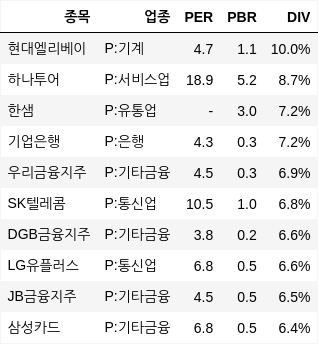 종목 업종 PER PBR DIV
현대엘리베이 P:기계 4.7 1.1 10.0%
하나투어 P:서비스업 18.9 5.2 8.7%
한샘 P:유통업 - 3.0 7.2%
기업은행 P:은행 4.3 0.3 7.2%
우리금융지주 P:기타금융 4.5 0.3 6.9%
SK텔레콤 P:통신업 10.5 1.0 6.8%
DGB금융지주 P:기타금융 3.8 0.2 6.6%
LG유플러스 P:통신업 6.8 0.5 6.6%
JB금융지주 P:기타금융 4.5 0.5 6.5%
삼성카드 P:기타금융 6.8 0.5 6.4%